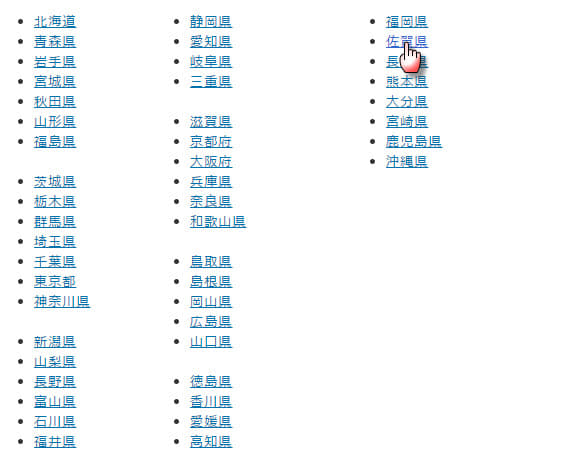 北海道
青森県
岩手県
宮城県
秋田県
山形県
福島県
茨城県
栃木県
群馬県
埼玉県
千葉県
東京都
神奈川県
新潟県
山梨県
長野県
富山県
石川県
福井県
静岡県
愛知県
岐阜県
三重県
滋賀県
京都府
大阪府
兵庫県
奈良県
和歌山県
鳥取県
島根県
岡山県
広島県
山口県
徳島県
香川県
愛媛県
高知県
福岡県
佐賀県
熊本県
大分県
宮崎県
鹿児島県
沖縄県